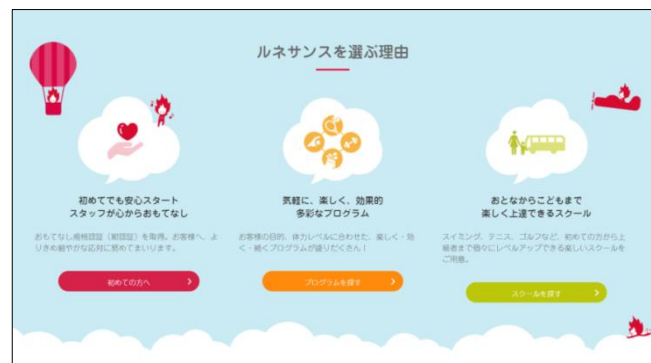 ルネサンスを選ぶ理由
初めてでも安心スタート
スタッフが心からおもてなし
おもてなし規格認証（紺認証）を取得。お客様へ、よ
りきめ細やかな応対に努めてまいります。
初めての方へ
気軽に、楽しく、効果的
多彩なプログラム
お客様の目的、体力レベルに合わせた、楽しく・効
く・続くプログラムが盛りだくさん！
プログラムを探す
おとなからこどもまで
楽しく上達できるスクール
スイミング、テニス、ゴルフなど、初めての方から上
級者まで個々にレベルアップできる楽しいスクールを
ご用意。
スクールを探す